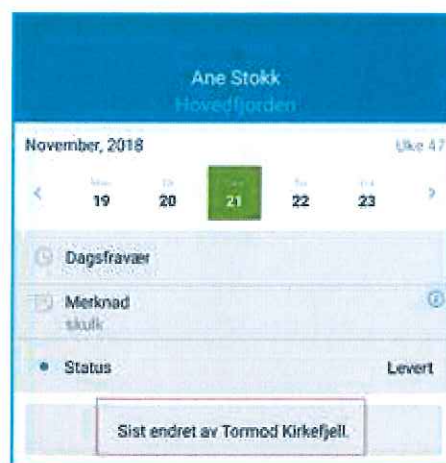 Ane Stokk
Hovedfjorden
November, 2018 Uke 47
< 19 20 21 22 23 >
Dagsfravær
Merknad
skulk
Status Levert
Sist endret av Tormod Kirkefjell.